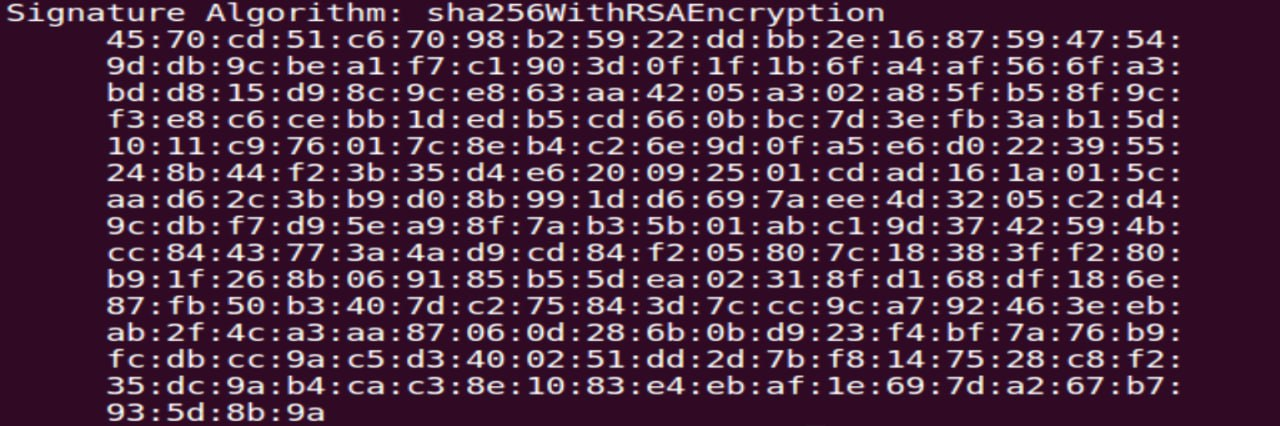 Signature Algorithm: sha256WithRSAEncryption
45:70:cd:51:c6:70:98:b2:59:22:dd:bb:2e:16:87:59:47:54:
9d:db:9c:be:a1:f7:c1:90:3d:0f:1f:1b:6f:a4:af:56:6f:a3:
bd:d8:15:d9:8c:9c:e8:63:aa:42:05:a3:02:a8:5f:b5:8f:9c:
f3:e8:c6:ce:bb:1d:ed:b5:cd:66:0b:bc:7d:3e:fb:3a:b1:5d:
10:11:c9:76:01:7c:8e:b4:c2:6e:9d:0f:a5:e6:d0:22:39:55:
24:8b:44:f2:3b:35:d4:e6:20:09:25:01:cd:ad:16:1a:01:5c:
aa:d6:2c:3b:b9:d0:8b:99:1d:d6:69:7a:ee:4d:32:05:c2:d4:
9c:db:f7:d9:5e:a9:8f:7a:b3:5b:01:ab:c1:9d:37:42:59:4b:
cc:84:43:77:3a:4a:d9:cd:84:f2:05:80:7c:18:38:3f:f2:80:
b9:1f:26:8b:06:91:85:b5:5d:ea:02:31:8f:d1:68:df:18:6e:
87:fb:50:b3:40:7d:c2:75:84:3d:7c:cc:9c:a7:92:46:3e:eb:
ab:2f:4c:a3:aa:87:06:0d:28:6b:0b:d9:23:f4:bf:7a:76:b9:
fc:db:cc:9a:c5:d3:40:02:51:dd:2d:7b:f8:14:75:28:c8:f2:
35:dc:9a:b4:ca:c3:8e:10:83:e4:eb:af:1e:69:7d:a2:67:b7:
93:5d:8b:9a